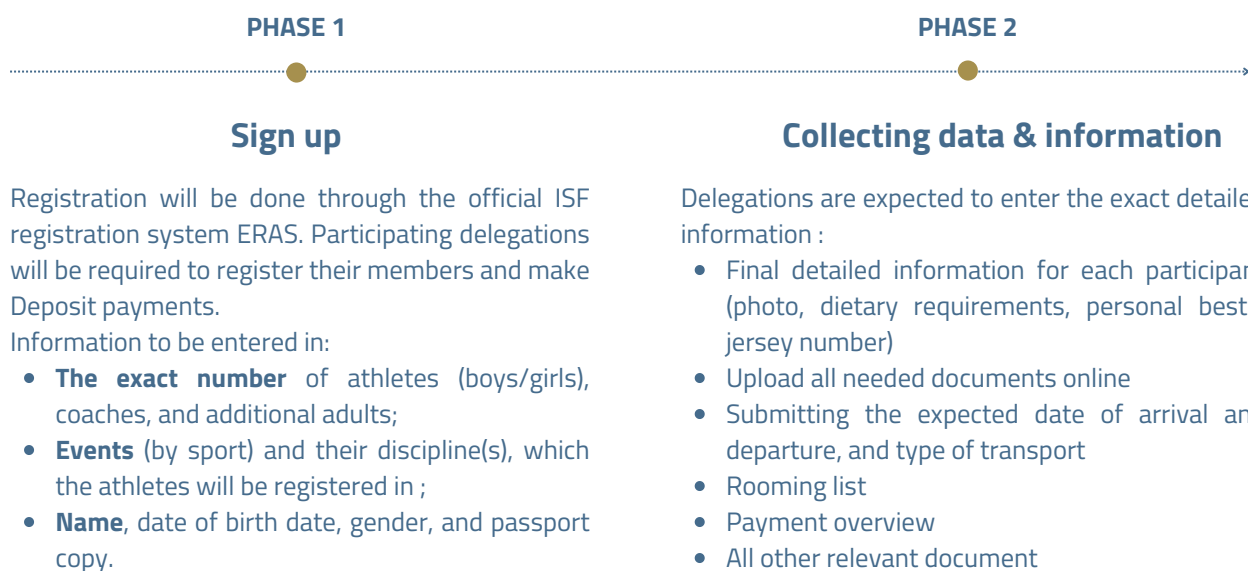 PHASE 1
Sign up
Registration will be done through the official ISF
registration system ERAS. Participating delegations
will be required to register their members and make
Deposit payments.
Information to be entered in:
• The exact number of athletes (boys/girls),
coaches, and additional adults;
• Events (by sport) and their discipline(s), which
the athletes will be registered in ;
• Name, date of birth date, gender, and passport
copy.
PHASE 2
Collecting data & information
Delegations are expected to enter the exact
information :
• Final detailed information for each
(photo, dietary requirements, personal best
jersey number)
• Upload all needed documents online
• Submitting the expected date of arrival
departure, and type of transport
• Rooming list
• Payment overview
• All other relevant document